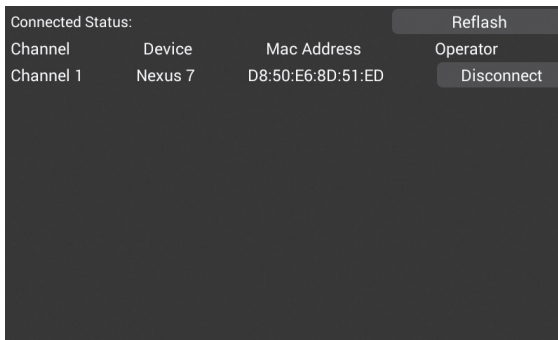 Connected Status: Reflash
Channel Device Mac Address Operator
Channel 1 Nexus 7 D8:50:E6:8D:51:ED Disconnect